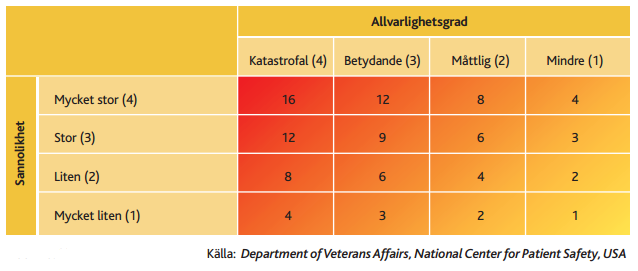 Allvarlighetsgrad
Katastrofal (4) Betydande (3) Måttlig (2) Mindre (1)
Sannolikhet
Mycket stor (4) 16 12 8 4
Stor (3) 12 9 6 3
Liten (2) 8 6 4 2
Mycket liten (1) 4 3 2 1
Källa: Department of Veterans Affairs, National Center for Patient Safety, USA